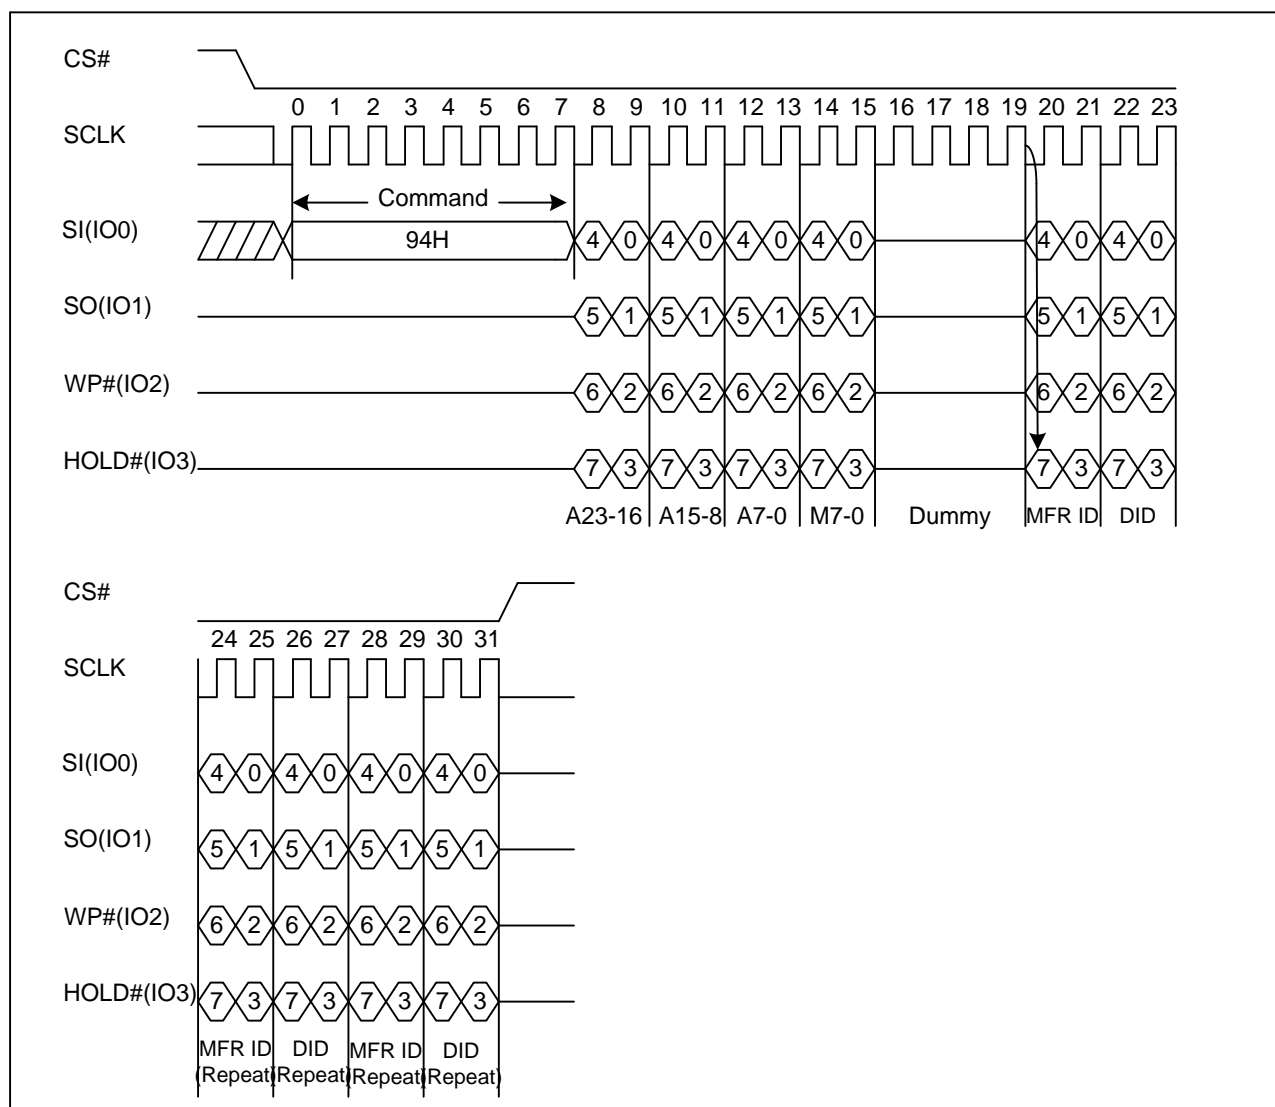 CS#
0 1 2 3 4 5 6 7 8 9 10 11 12 13 14 15 16 17 18 19 20 21 22 23
SCLK
Command
SI(IO0)
94H
4 0 4 0 4 0 4 0 4 0 4 0
SO(IO1)
5 1 5 1 5 1 5 1 5 1 5 1
WP#(IO2)
6 2 6 2 6 2 6 2 6 2 6 2
HOLD#(IO3)
7 3 7 3 7 3 7 3 7 3 7 3
A23-16 A15-8 A7-0 M7-0 Dummy MFR ID DID
CS#
24 25 26 27 28 29 30 31
SCLK
SI(IO0)
4 0 4 0 4 0 4 0
SO(IO1)
5 1 5 1 5 1 5 1
WP#(IO2)
6 2 6 2 6 2 6 2
HOLD#(IO3)
7 3 7 3 7 3 7 3
MFR ID DID MFR ID DID
(Repeat) (Repeat) (Repeat) (Repeat)